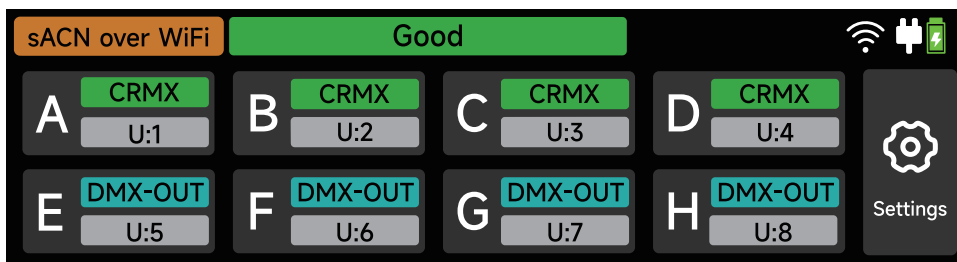 sACN over WiFi Good
A CRMX U:1
B CRMX U:2
C CRMX U:3
D CRMX U:4
E DMX-OUT U:5
F DMX-OUT U:6
G DMX-OUT U:7
H DMX-OUT U:8
Settings